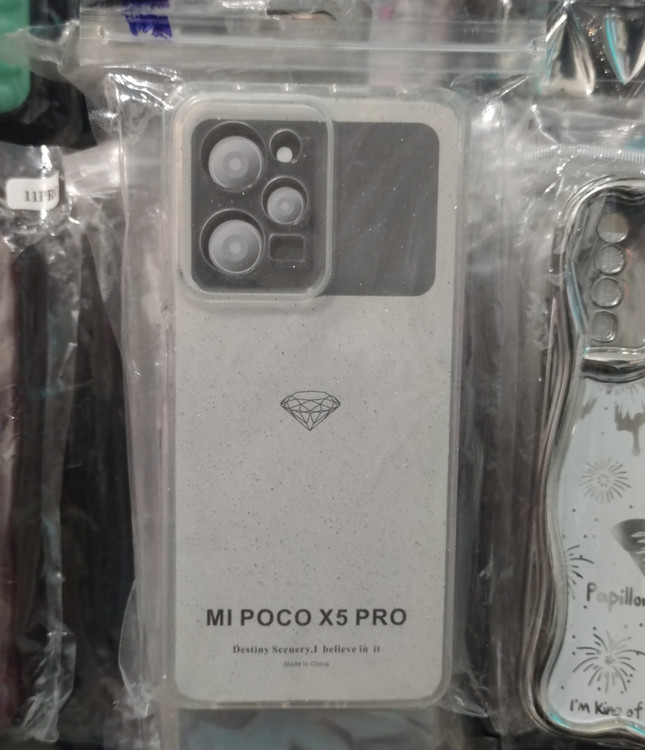 11PR
MI POCO X5 PRO
Destiny Scenery.I believe in it
Made In China
Papillo
I'm King of